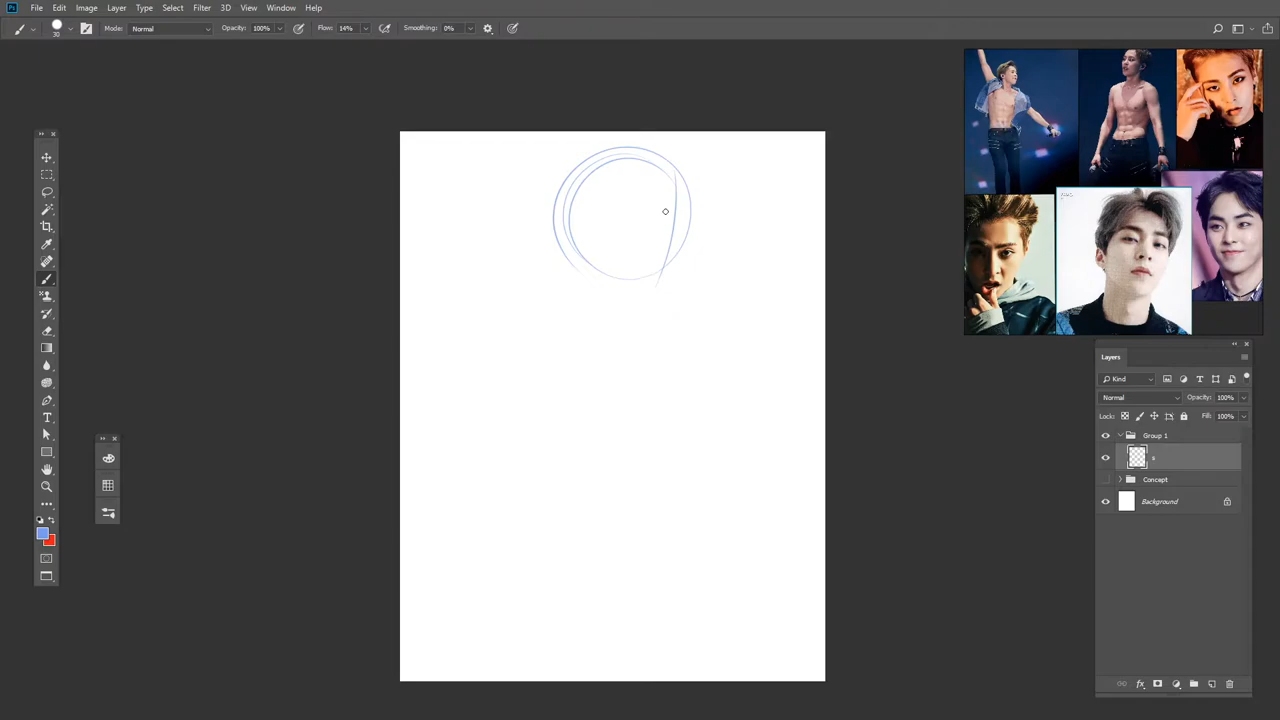 File Edit Image Layer Type Select Filter 3D View Window Help
30 Mode: Normal Opacity: 100% Flow: 14% Smoothing: 0%
Layers
Kind
Normal Opacity: 100%
Lock: Fill: 100%
Group 1
s
Concept
Background